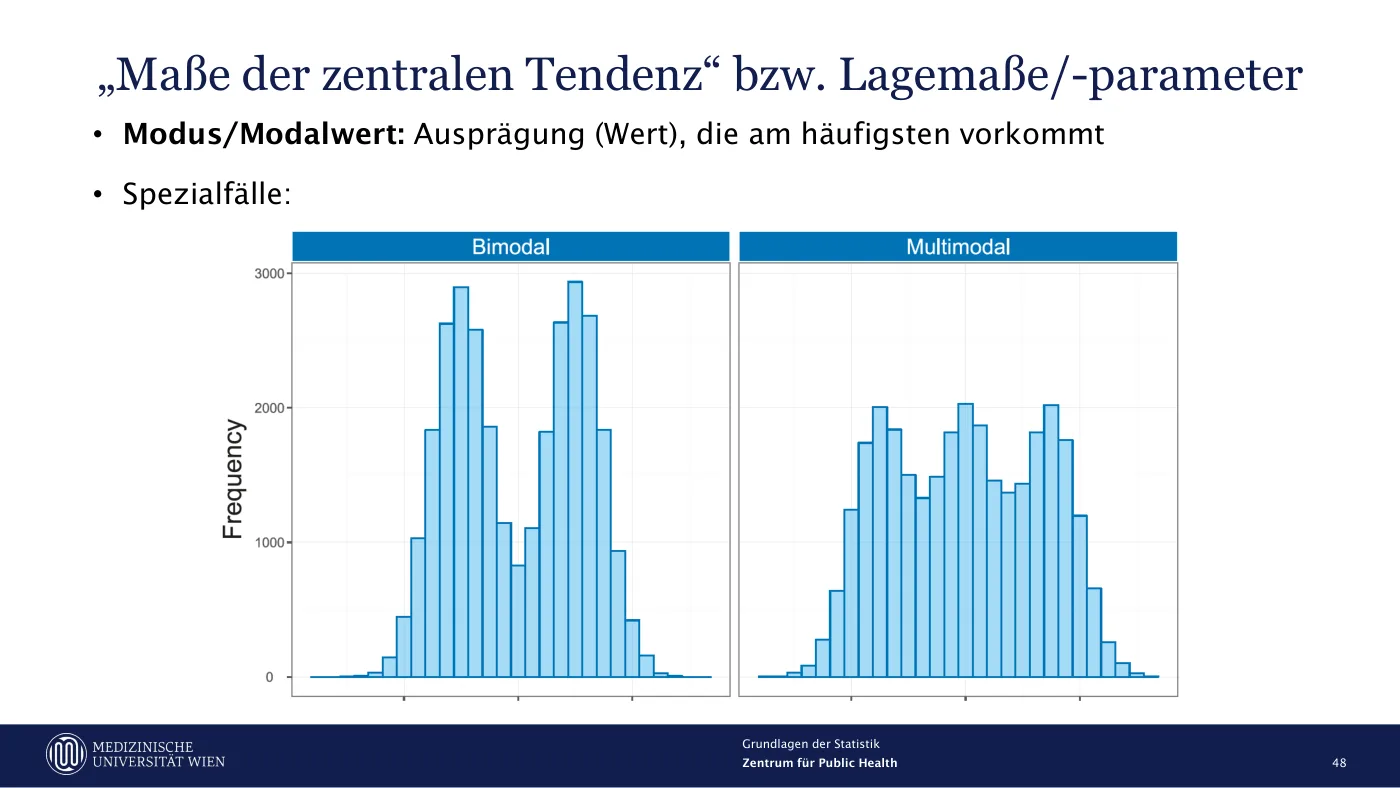 „Maße der zentralen Tendenz“ bzw. Lagemaße/-parameter
• Modus/Modalwert: Ausprägung (Wert), die am häufigsten vorkommt
• Spezialfälle:
Bimodal
Multimodal
Frequency
3000
2000
1000
0
MEDIZINISCHE
UNIVERSITÄT WIEN
Grundlagen der Statistik
Zentrum für Public Health
48